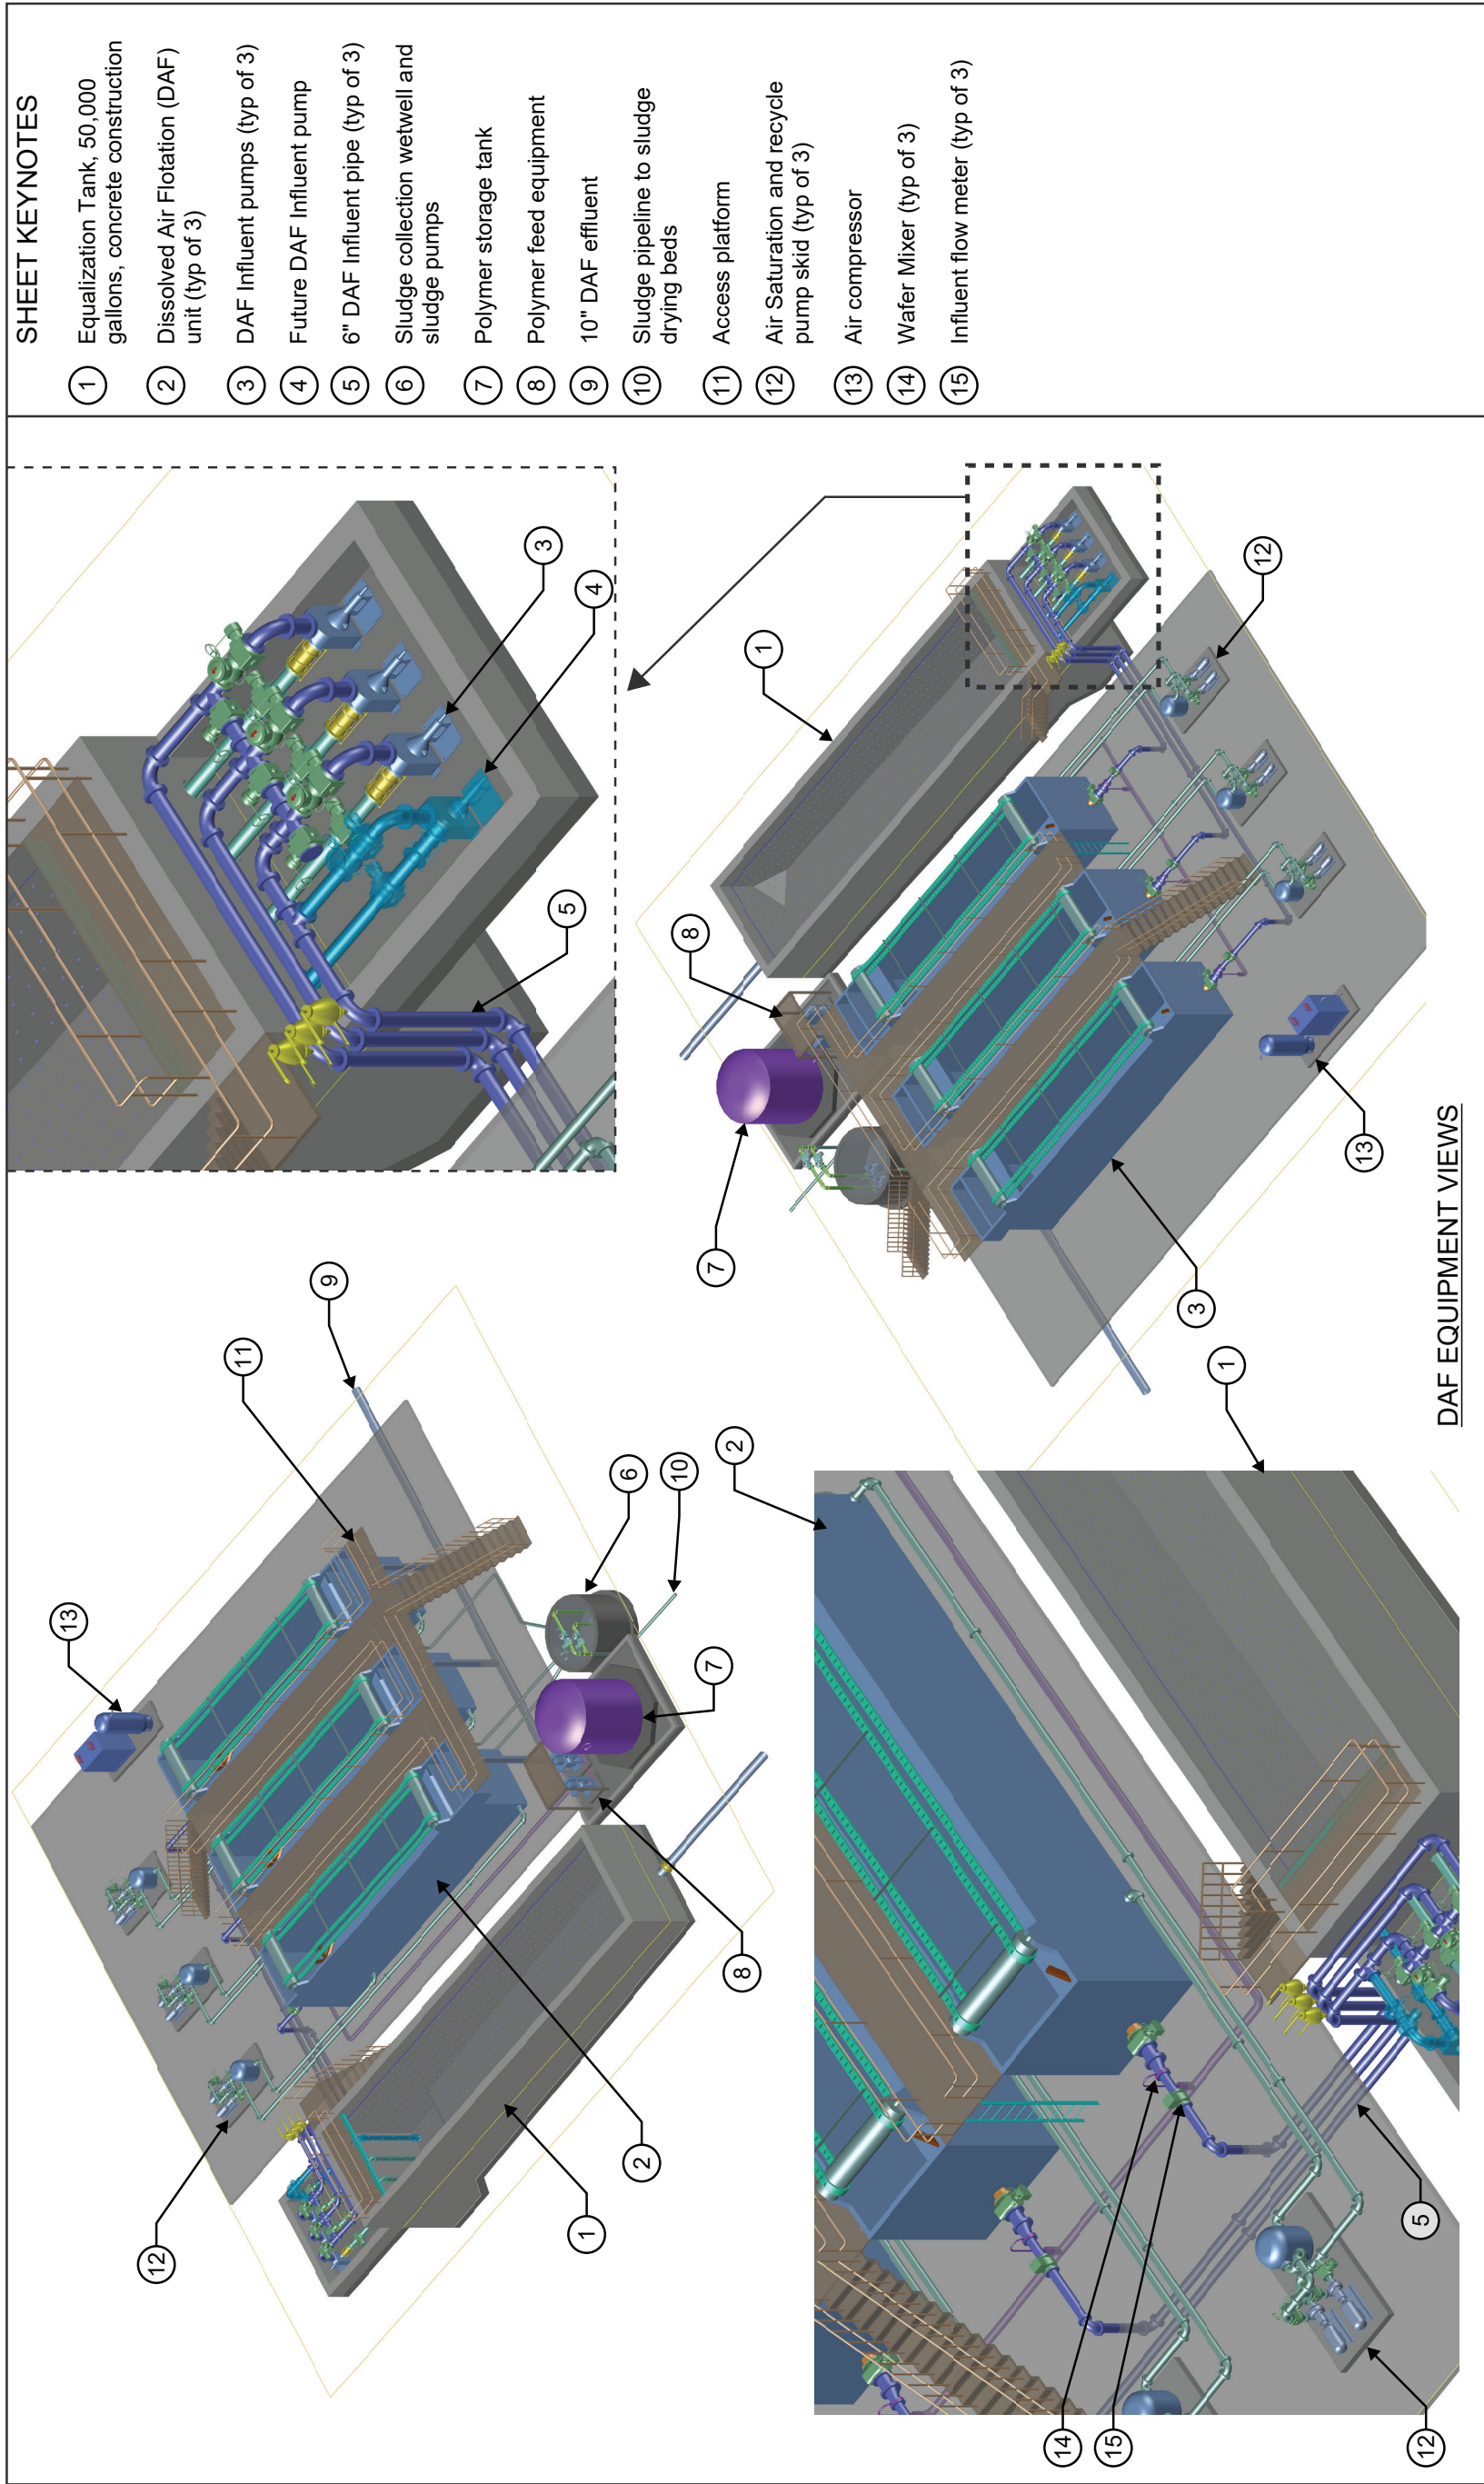 SHEET KEYNOTES
1 Equalization Tank, 50,000
gallons, concrete construction
2 Dissolved Air Flotation (DAF)
unit (typ of 3)
3 DAF Influent pumps (typ of 3)
4 Future DAF Influent pump
5 6" DAF Influent pipe (typ of 3)
6 Sludge collection wetwell and
sludge pumps
7 Polymer storage tank
8 Polymer feed equipment
9 10" DAF effluent
10 Sludge pipeline to sludge
drying beds
11 Access platform
12 Air Saturation and recycle
pump skid (typ of 3)
13 Air compressor
14 Wafer Mixer (typ of 3)
15 Influent flow meter (typ of 3)
12
1
2
8
7
10
6
9
11
13
3
4
5
1
12
8
7
3
13
2
1
14
15
12
5
DAF EQUIPMENT VIEWS